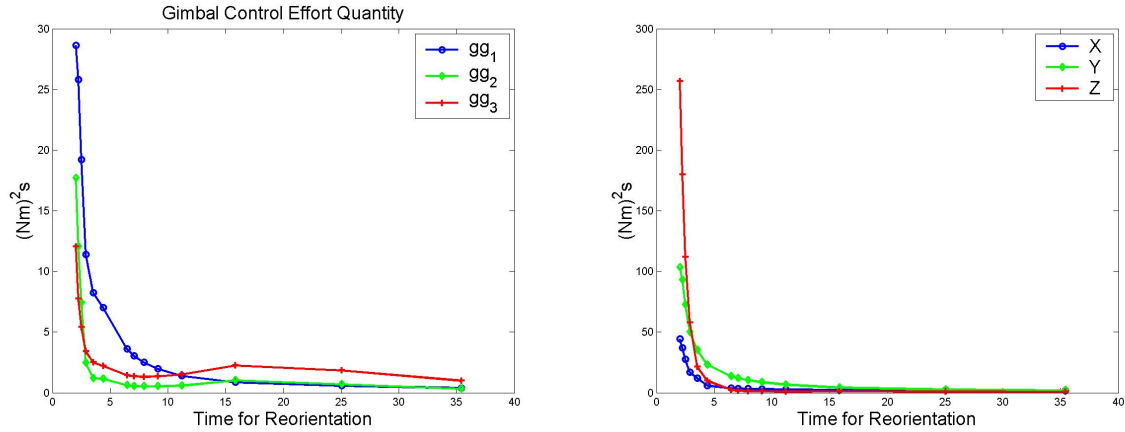 Gimbal Control Effort Quantity
30
25
20
15
10
5
0
(Nm)²s
0 5 10 15 20 25 30 35 40
Time for Reorientation
gg₁
gg₂
gg₃
300
250
200
150
100
50
0
(Nm)²s
0 5 10 15 20 25 30 35 40
Time for Reorientation
X
Y
Z